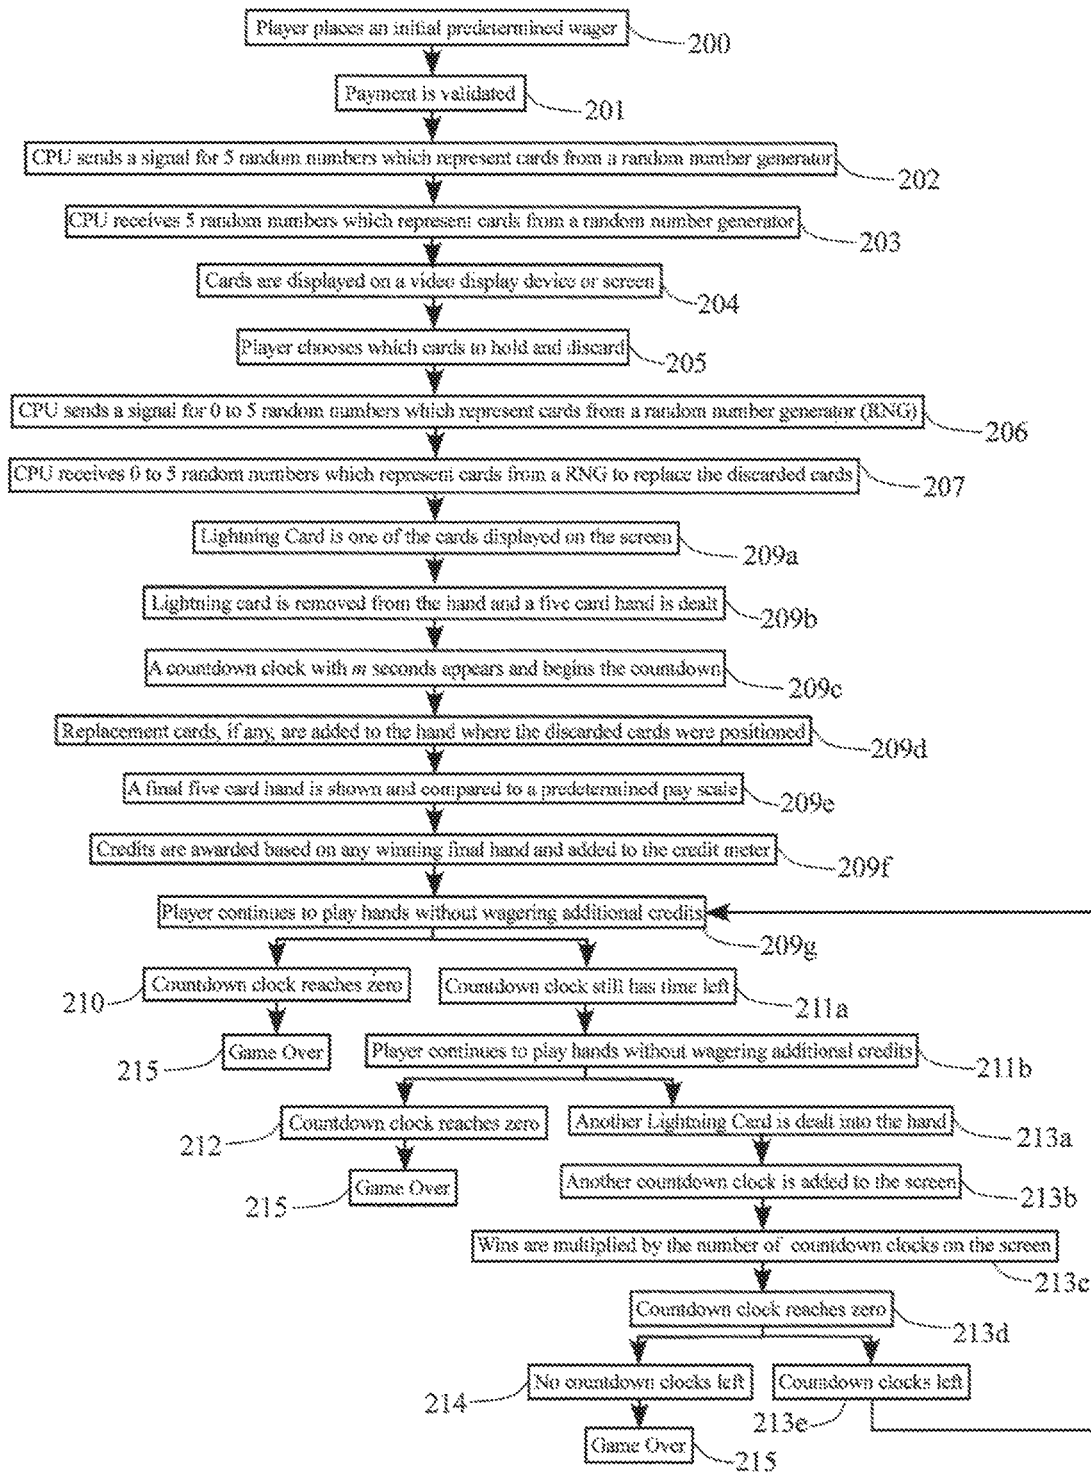 Player places an initial predetermined wager
200
Payment is validated
201
CPU sends a signal for 5 random numbers which represent cards from a random number generator
202
CPU receives 5 random numbers which represent cards from a random number generator
203
Cards are displayed on a video display device or screen
204
Player chooses which cards to hold and discard
205
CPU sends a signal for 0 to 5 random numbers which represent cards from a random number generator (RNG)
206
CPU receives 0 to 5 random numbers which represent cards from a RNG to replace the discarded cards
207
Lightning Card is one of the cards displayed on the screen
209a
Lightning card is removed from the hand and a five card hand is dealt
209b
A countdown clock with m seconds appears and begins the countdown
209c
Replacement cards, if any, are added to the hand where the discarded cards were positioned
209d
A final five card hand is shown and compared to a predetermined pay scale
209e
Credits are awarded based on any winning final hand and added to the credit meter
209f
Player continues to play hands without wagering additional credits
209g
210
Countdown clock reaches zero
Countdown clock still has time left
211a
215
Game Over
Player continues to play hands without wagering additional credits
211b
212
Countdown clock reaches zero
Another Lightning Card is dealt into the hand
213a
215
Game Over
Another countdown clock is added to the screen
213b
Wins are multiplied by the number of countdown clocks on the screen
213c
Countdown clock reaches zero
213d
214
No countdown clocks left
Countdown clocks left
213e
Game Over
215